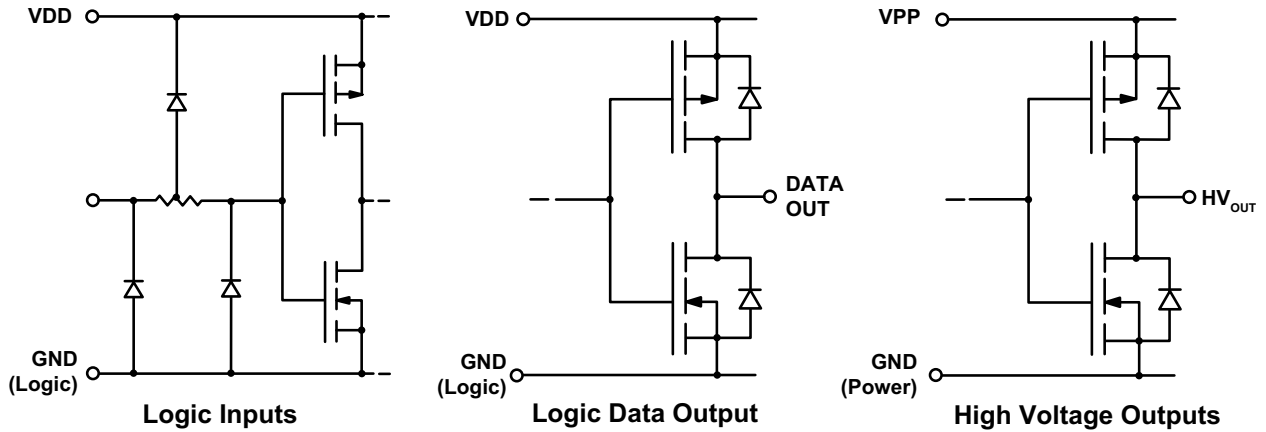 VDD
GND
(Logic)
Logic Inputs
VDD
DATA
OUT
GND
(Logic)
Logic Data Output
VPP
HVOUT
GND
(Power)
High Voltage Outputs